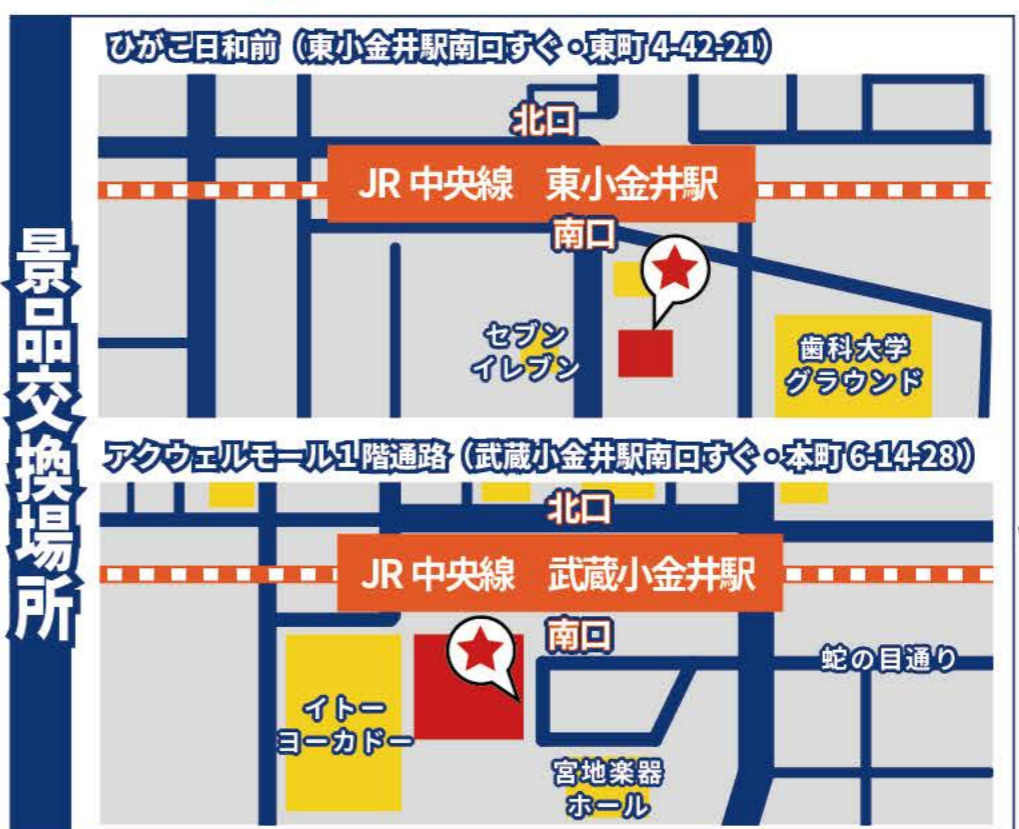 景品交換場所
ひがこ日和前（東小金井駅南口すぐ・東町 4-42-21）
北口
JR 中央線　東小金井駅
南口
セブン
イレブン
歯科大学
グラウンド
アクウェルモール1階通路（武蔵小金井駅南口すぐ・本町 6-14-28））
北口
JR 中央線　武蔵小金井駅
南口
蛇の目通り
イトー
ヨーカドー
宮地楽器
ホール